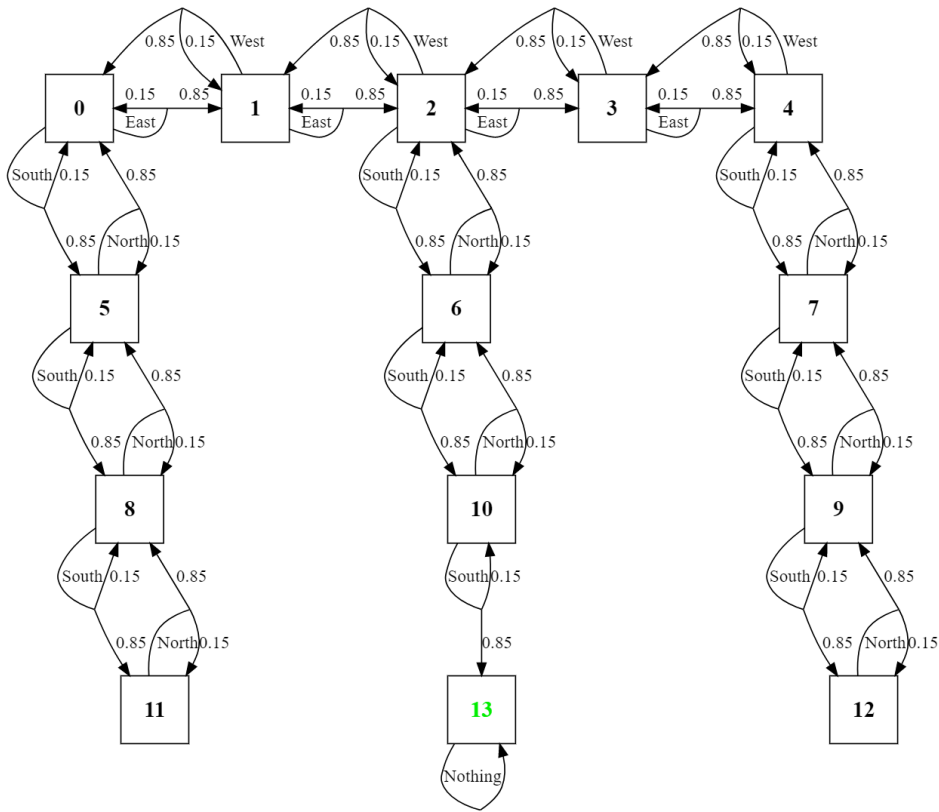 0.85 0.15 West 0.85 0.15 West 0.85 0.15 West 0.85 0.15 West
0 0.15 0.85 1 0.15 0.85 2 0.15 0.85 3 0.15 0.85 4
East East East East
South 0.15 0.85 South 0.15 0.85 South 0.15 0.85
0.85 North 0.15 0.85 North 0.15 0.85 North 0.15
5 6 7
South 0.15 0.85 South 0.15 0.85 South 0.15 0.85
0.85 North 0.15 0.85 North 0.15 0.85 North 0.15
8 10 9
South 0.15 0.85 South 0.15 South 0.15 0.85
0.85 North 0.15 0.85 0.85 North 0.15
11 13 12
Nothing